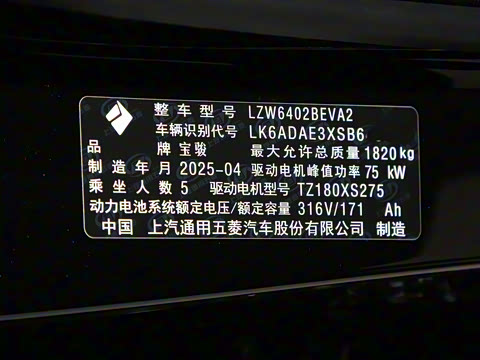 整车型号 LZW6402BEVA2
车辆识别代号 LK6ADAE3XSB6
品牌 宝骏 最大允许总质量 1820kg
制造年月 2025-04 驱动电机峰值功率 75 kW
乘坐人数 5 驱动电机型号 TZ180XS275
动力电池系统额定电压/额定容量 316V/171 Ah
中国 上汽通用五菱汽车股份有限公司 制造